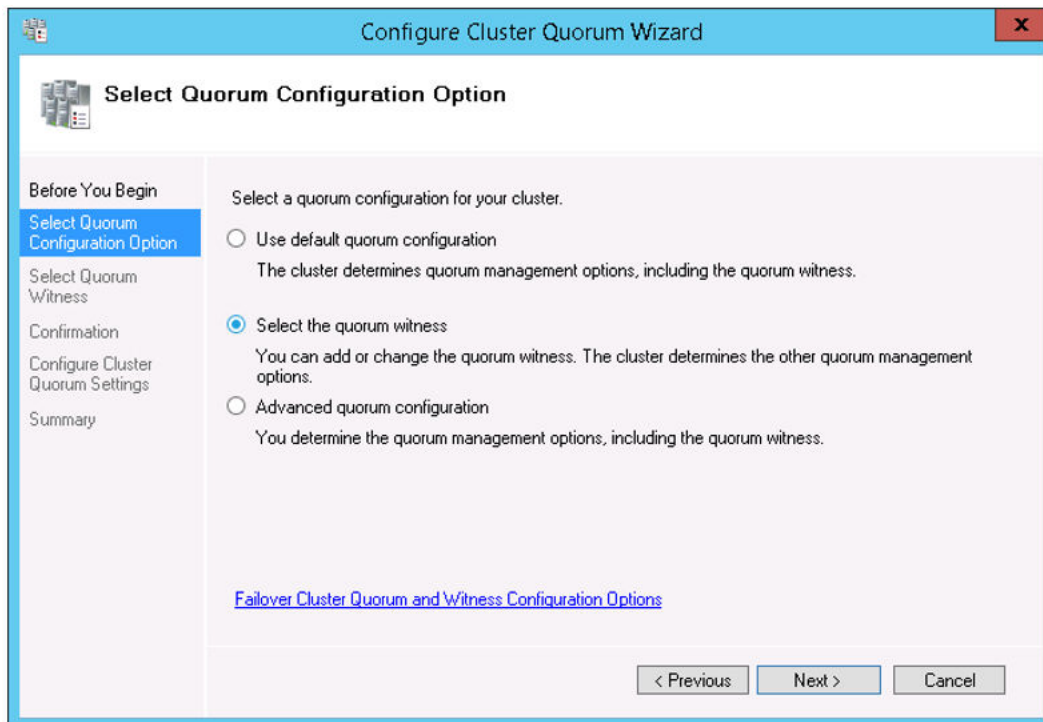 Configure Cluster Quorum Wizard
X
Select Quorum Configuration Option
Before You Begin
Select Quorum
Configuration Option
Select Quorum
Witness
Confirmation
Configure Cluster
Quorum Settings
Summary
Select a quorum configuration for your cluster.
Use default quorum configuration
The cluster determines quorum management options, including the quorum witness.
Select the quorum witness
You can add or change the quorum witness. The cluster determines the other quorum management
options.
Advanced quorum configuration
You determine the quorum management options, including the quorum witness.
Failover Cluster Quorum and Witness Configuration Options
< Previous
Next >
Cancel